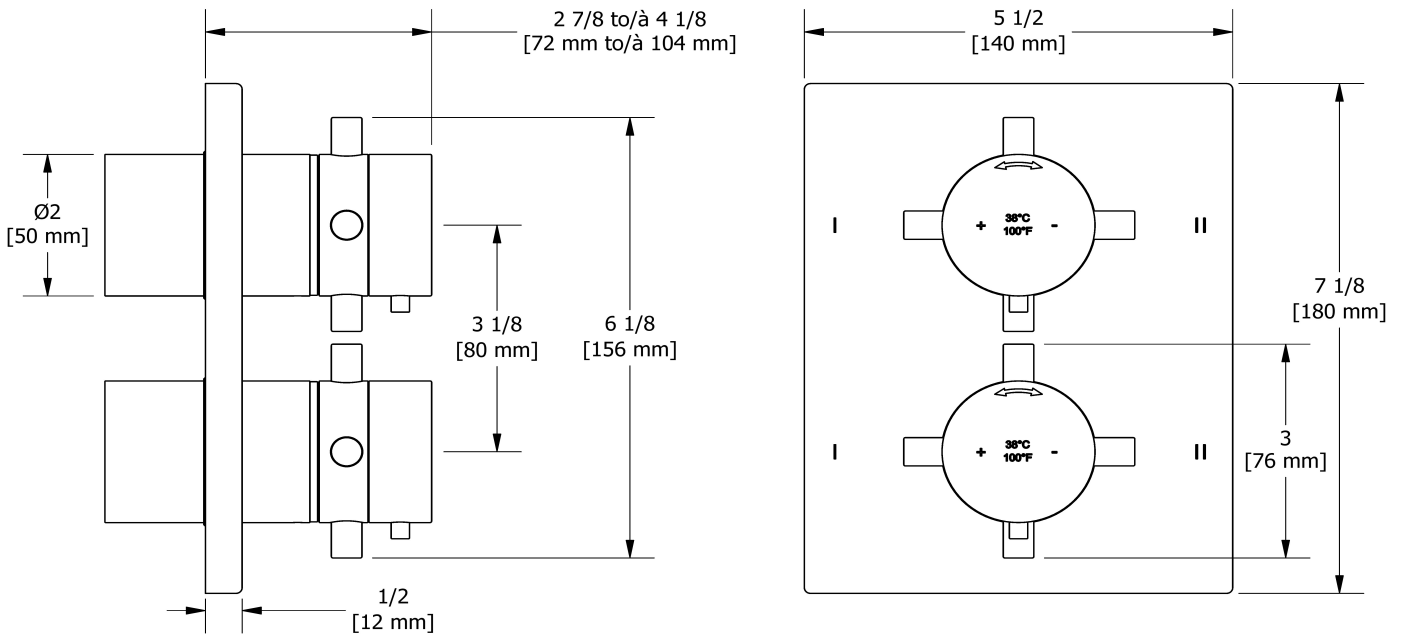 2 7/8 to/à 4 1/8
[72 mm to/à 104 mm]
5 1/2
[140 mm]
Ø2
[50 mm]
3 1/8
[80 mm]
6 1/8
[156 mm]
1/2
[12 mm]
I
+ 38°C -
100°F
II
7 1/8
[180 mm]
I
+ 38°C -
100°F
II
3
[76 mm]